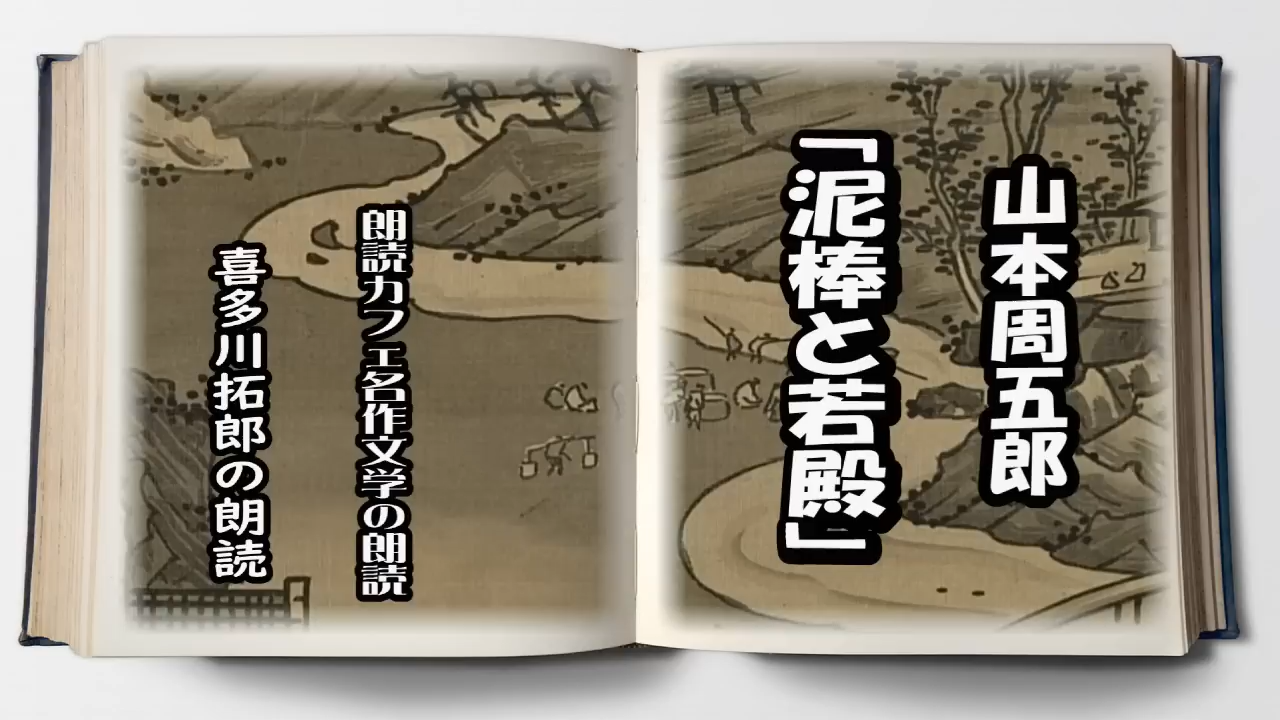 山本周五郎
「泥棒と若殿」
朗読カフェ名作文学の朗読
喜多川拓郎の朗読